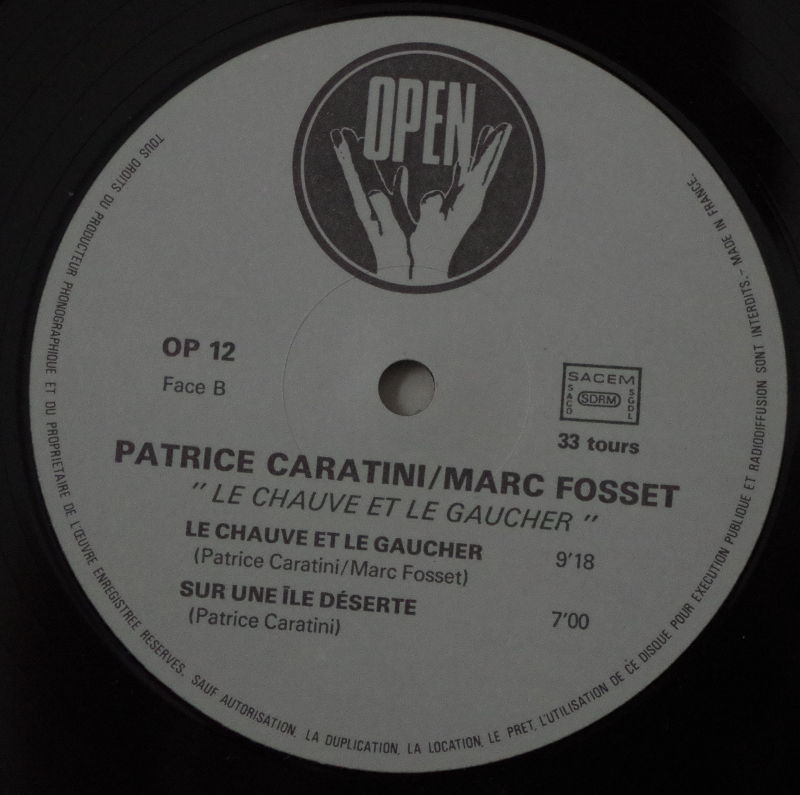 OPEN
OP 12
Face B
SACEM
SACD
SDRM
SGDL
33 tours
PATRICE CARATINI/MARC FOSSET
" LE CHAUVE ET LE GAUCHER "
LE CHAUVE ET LE GAUCHER 9'18
(Patrice Caratini/Marc Fosset)
SUR UNE ÎLE DÉSERTE 7'00
(Patrice Caratini)
TOUS DROITS DU PRODUCTEUR PHONOGRAPHIQUE ET DU PROPRIETAIRE DE L'ŒUVRE ENREGISTREE RESERVES. SAUF AUTORISATION, LA DUPLICATION, LA LOCATION, LE PRET, L'UTILISATION DE CE DISQUE POUR EXECUTION PUBLIQUE ET RADIODIFFUSION SONT INTERDITS. - MADE IN FRANCE.